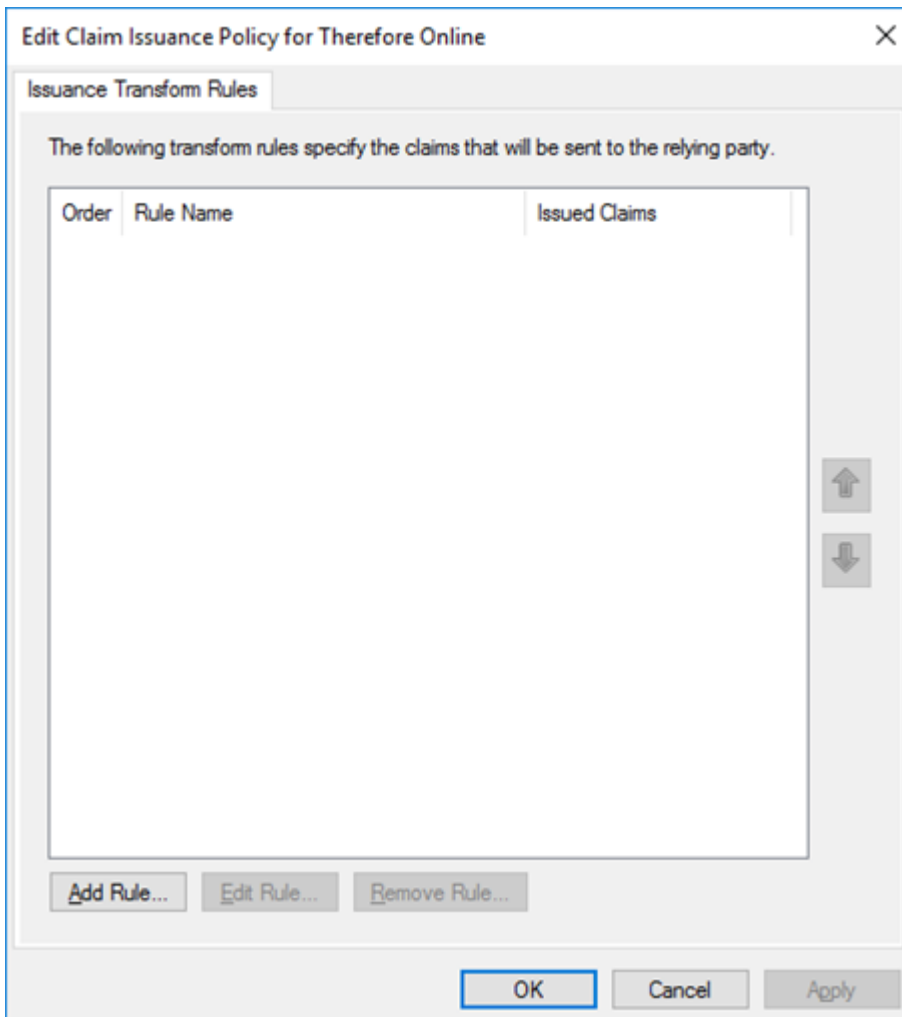 Edit Claim Issuance Policy for Therefore Online
Issuance Transform Rules
The following transform rules specify the claims that will be sent to the relying party.
Order Rule Name Issued Claims
Add Rule... Edit Rule... Remove Rule...
OK Cancel Apply